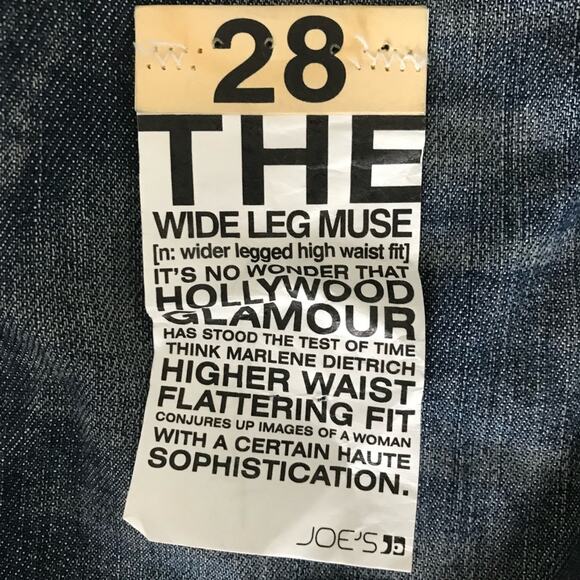 28
THE
WIDE LEG MUSE
[n: wider legged high waist fit]
IT'S NO WONDER THAT
HOLLYWOOD
GLAMOUR
HAS STOOD THE TEST OF TIME
THINK MARLENE DIETRICH
HIGHER WAIST
FLATTERING FIT
CONJURES UP IMAGES OF A WOMAN
WITH A CERTAIN HAUTE
SOPHISTICATION.
JOE'S